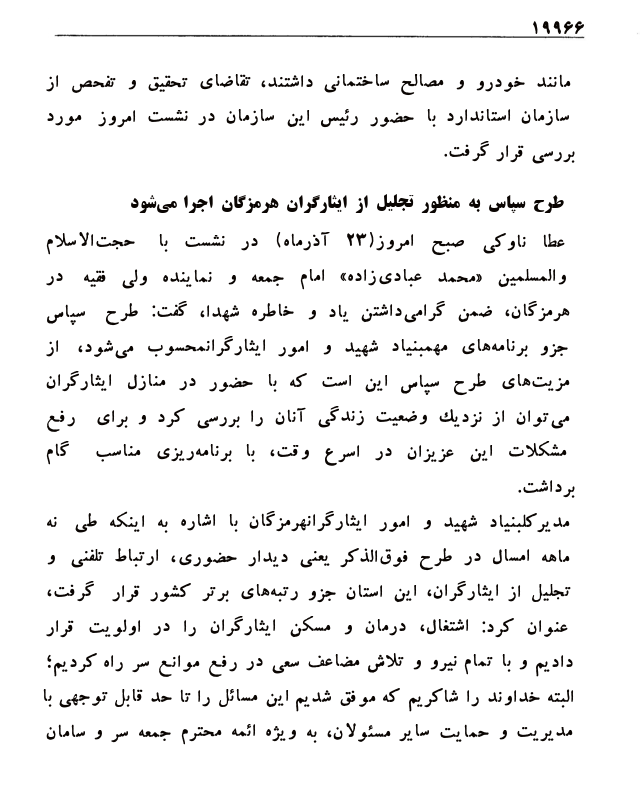 ۱۹۹۶۶
مانند خودرو و مصالح ساختمانی داشتند، تقاضای تحقیق و تفحص از
سازمان استاندارد با حضور رئیس این سازمان در نشست امروز مورد
بررسی قرار گرفت.
طرح سپاس به منظور تجلیل از ایثارگران هرمزگان اجرا می‌شود
عطا ناوکی صبح امروز(۲۳ آذرماه) در نشست با حجت‌الاسلام
والمسلمین «محمد عبادی‌زاده» امام جمعه و نماینده ولی فقیه در
هرمزگان، ضمن گرامی‌داشتن یاد و خاطره شهدا، گفت: طرح سپاس
جزو برنامه‌های مهمبنیاد شهید و امور ایثارگرانمحسوب می‌شود، از
مزیت‌های طرح سپاس این است که با حضور در منازل ایثارگران
می‌توان از نزدیك وضعیت زندگی آنان را بررسی کرد و برای رفع
مشکلات این عزیزان در اسرع وقت، با برنامه‌ریزی مناسب گام
برداشت.
مدیرکلبنیاد شهید و امور ایثارگرانهرمزگان با اشاره به اینکه طی نه
ماهه امسال در طرح فوق‌الذکر یعنی دیدار حضوری، ارتباط تلفنی و
تجلیل از ایثارگران، این استان جزو رتبه‌های برتر کشور قرار گرفت،
عنوان کرد: اشتغال، درمان و مسکن ایثارگران را در اولویت قرار
دادیم و با تمام نیرو و تلاش مضاعف سعی در رفع موانع سر راه کردیم؛
البته خداوند را شاکریم که موفق شدیم این مسائل را تا حد قابل توجهی با
مدیریت و حمایت سایر مسئولان، به ویژه ائمه محترم جمعه سر و سامان